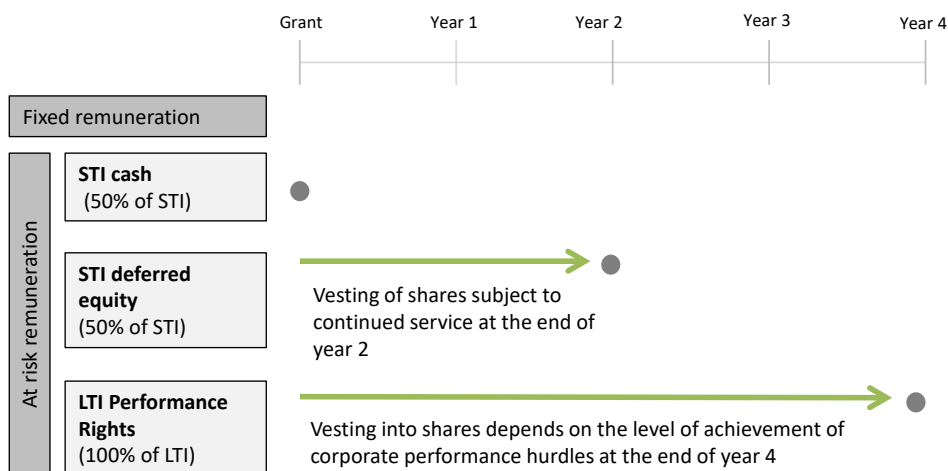 Grant
Year 1
Year 2
Year 3
Year 4
Fixed remuneration
At risk remuneration
STI cash
(50% of STI)
STI deferred
equity
(50% of STI)
Vesting of shares subject to
continued service at the end of
year 2
LTI Performance
Rights
(100% of LTI)
Vesting into shares depends on the level of achievement of
corporate performance hurdles at the end of year 4